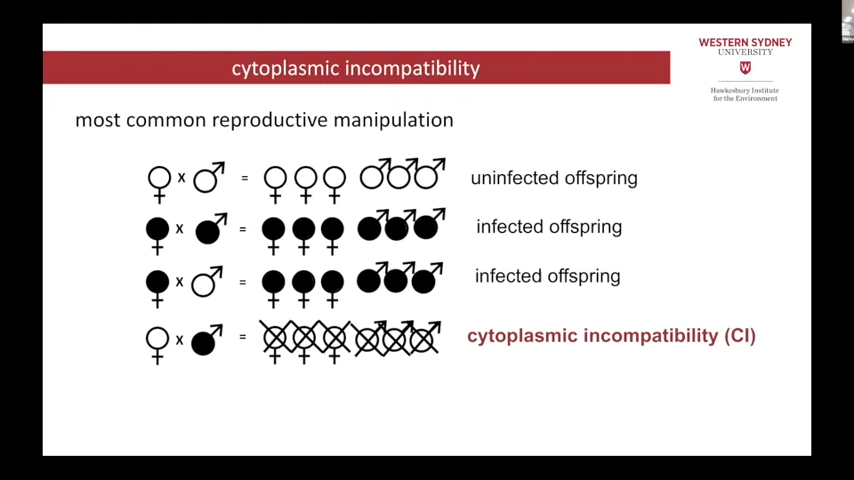 cytoplasmic incompatibility
WESTERN SYDNEY
UNIVERSITY
W
Hawkesbury Institute
for the Environment
most common reproductive manipulation
♀ x ♂ = ♀ ♀ ♀ ♂ ♂ ♂ uninfected offspring
x = infected offspring
x = infected offspring
x = cytoplasmic incompatibility (CI)